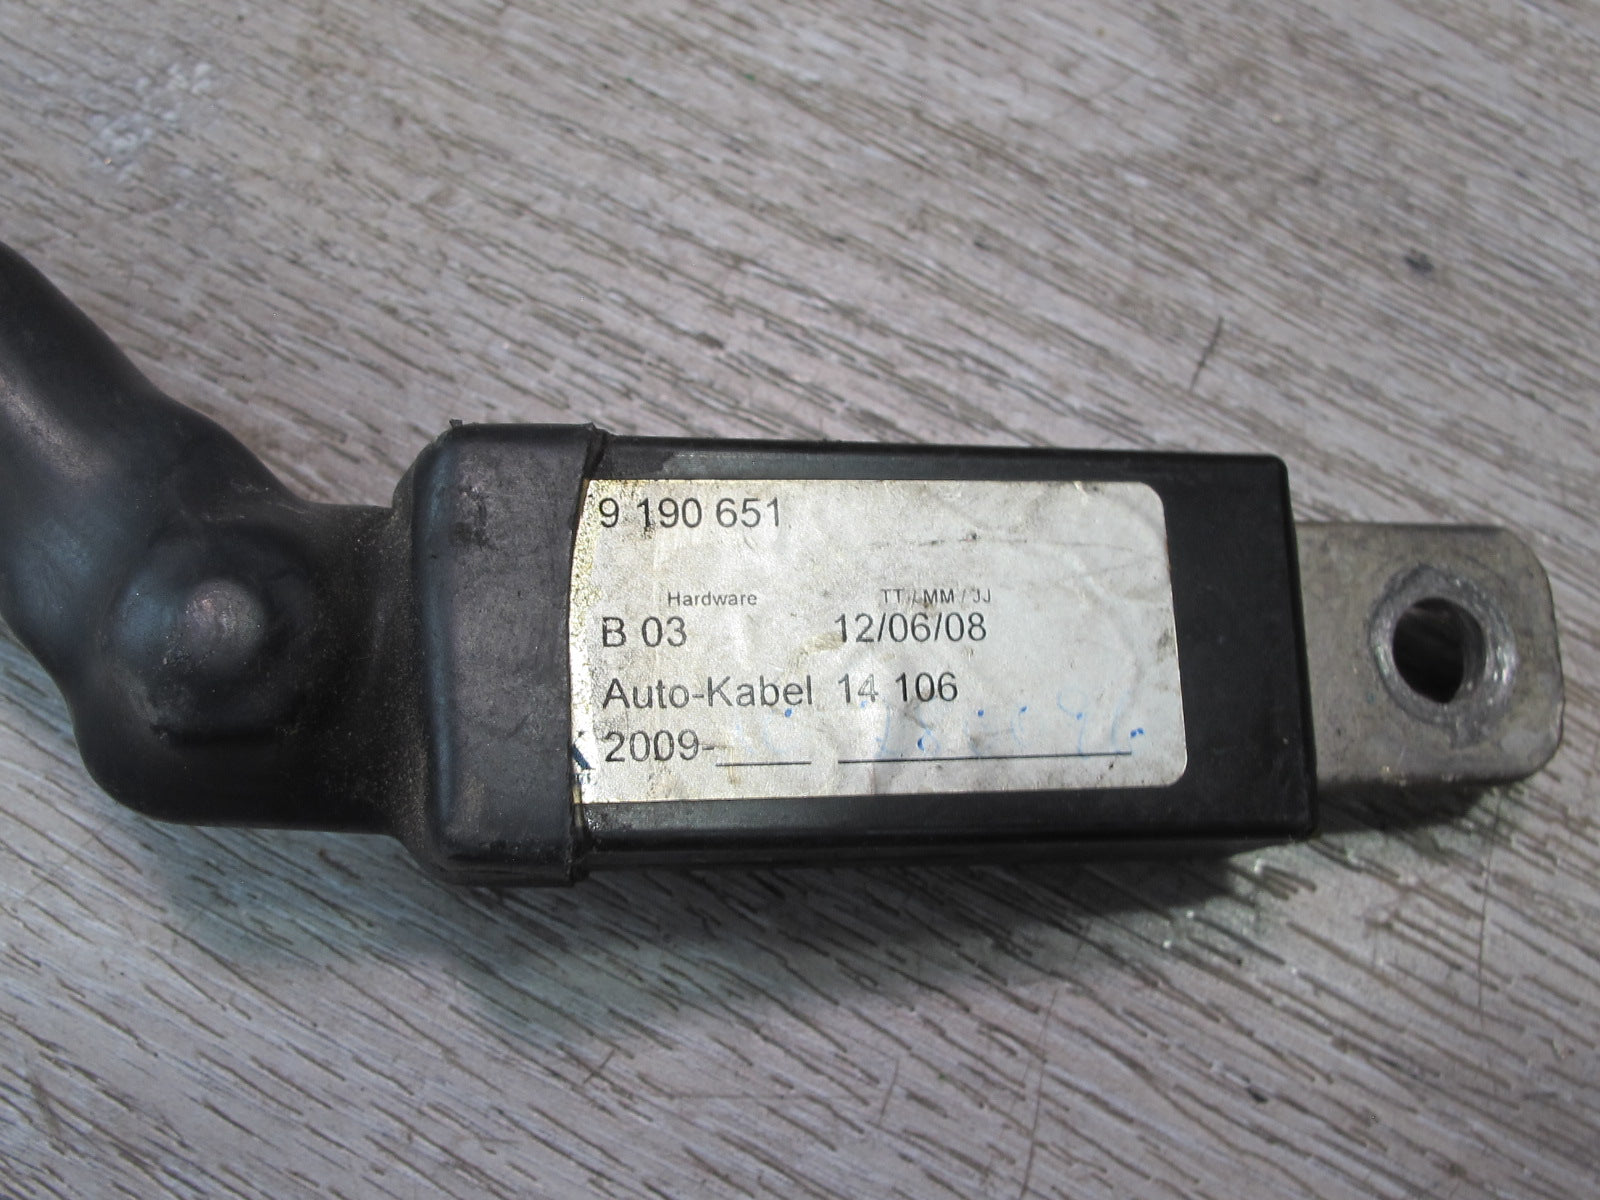 9 190 651
Hardware TT / MM / JJ
B 03 12/06/08
Auto-Kabel 14 106
2009-